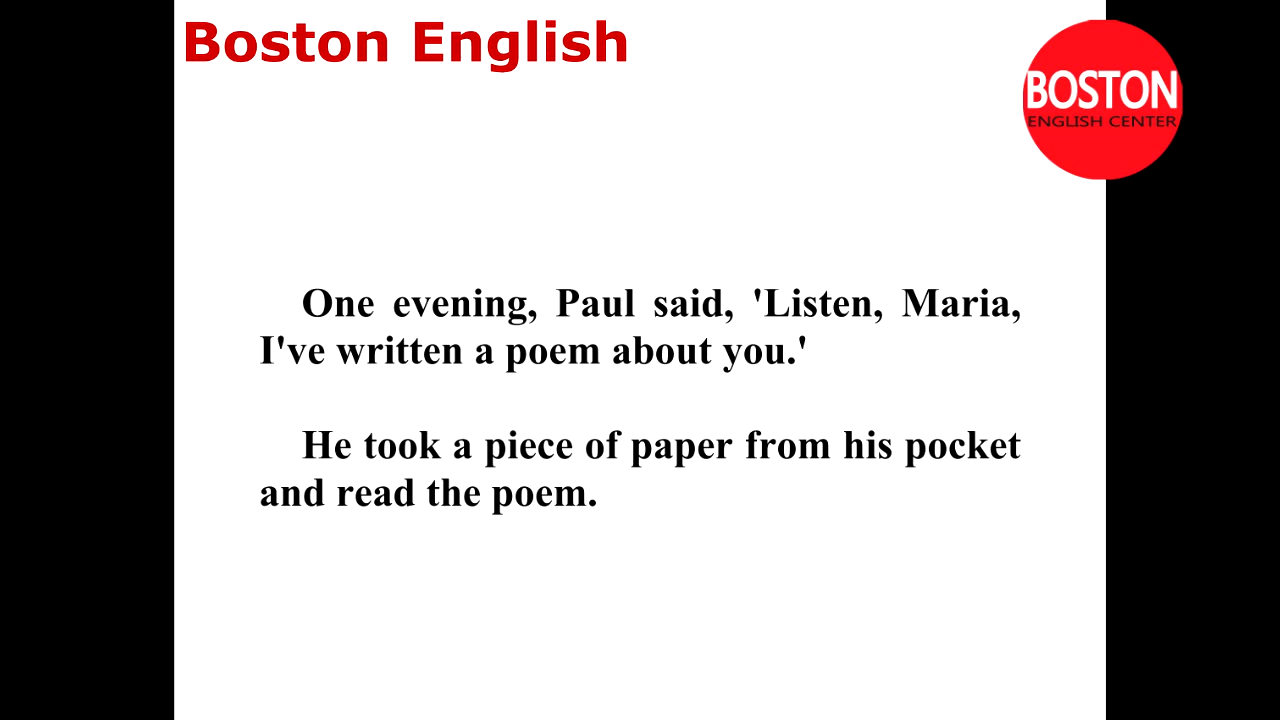 Boston English
BOSTON
ENGLISH CENTER
One evening, Paul said, 'Listen, Maria,
I've written a poem about you.'
He took a piece of paper from his pocket
and read the poem.